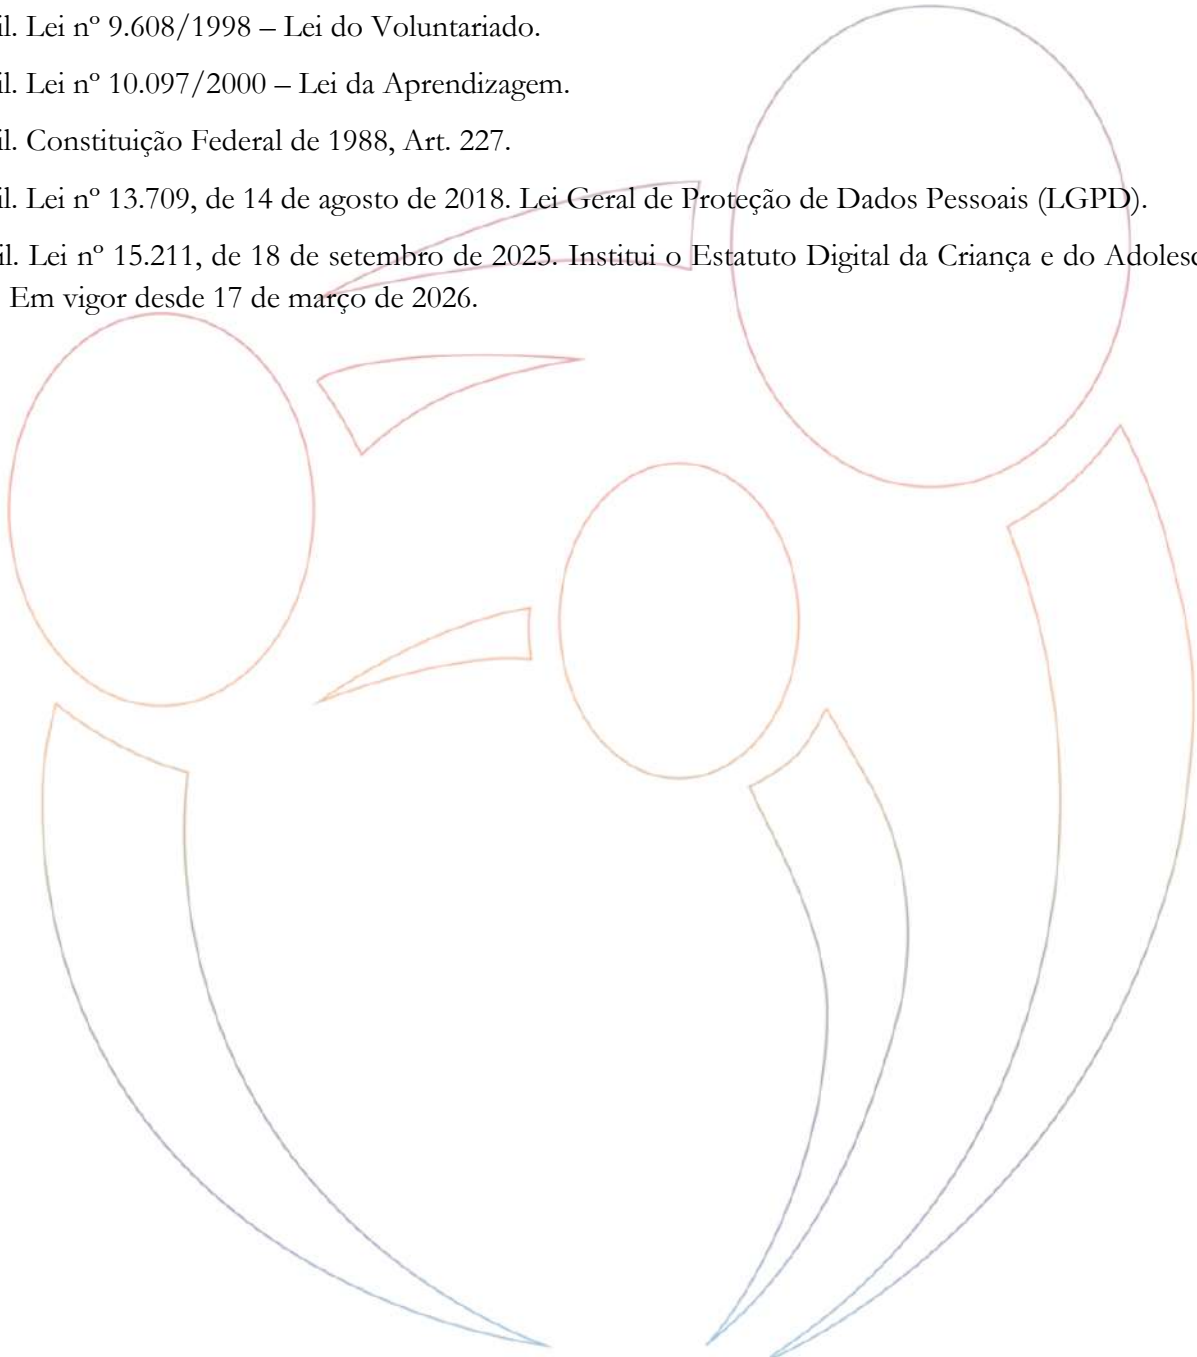 il. Lei nº 9.608/1998 – Lei do Voluntariado.
il. Lei nº 10.097/2000 – Lei da Aprendizagem.
il. Constituição Federal de 1988, Art. 227.
il. Lei nº 13.709, de 14 de agosto de 2018. Lei Geral de Proteção de Dados Pessoais (LGPD).
il. Lei nº 15.211, de 18 de setembro de 2025. Institui o Estatuto Digital da Criança e do Adolesc
Em vigor desde 17 de março de 2026.